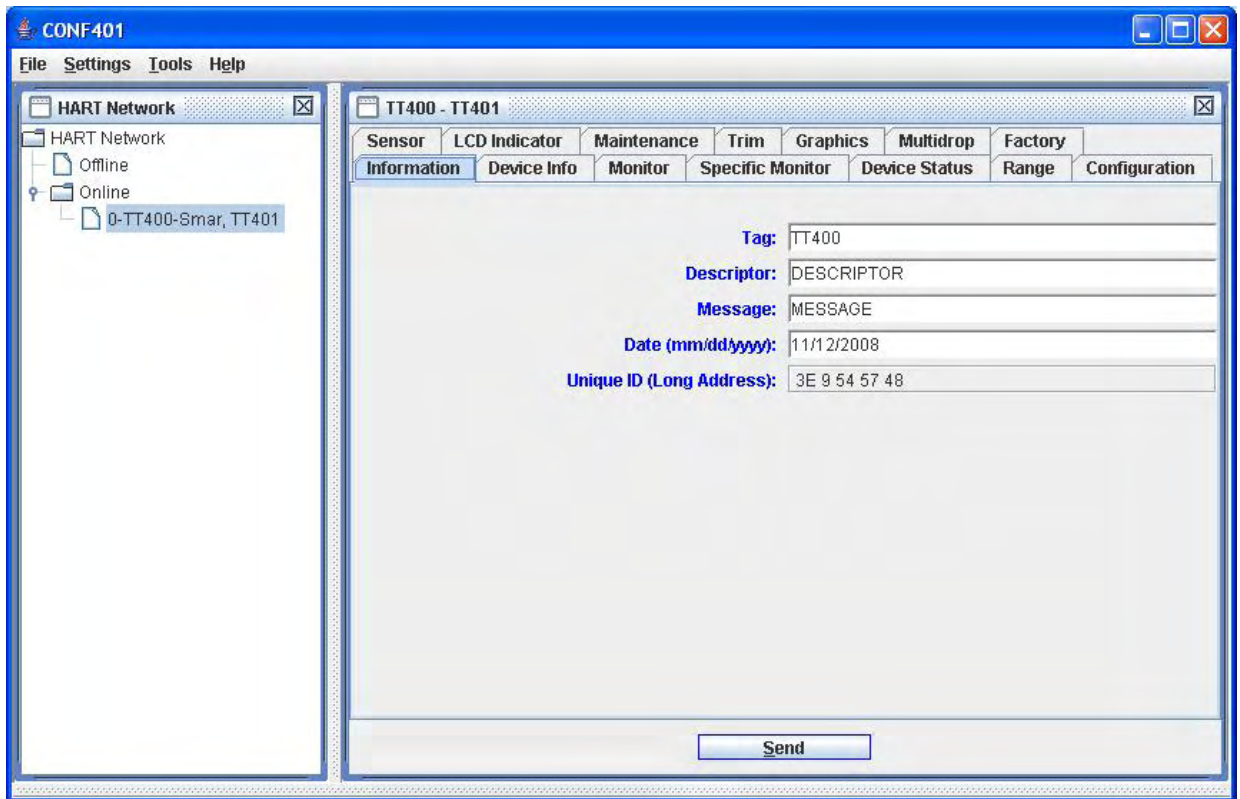 CONF401
File Settings Tools Help
HART Network
HART Network
Offline
Online
0-TT400-Smar, TT401
TT400 - TT401
Sensor LCD Indicator Maintenance Trim Graphics Multidrop Factory
Information Device Info Monitor Specific Monitor Device Status Range Configuration
Tag: TT400
Descriptor: DESCRIPTOR
Message: MESSAGE
Date (mm/dd/yyyy): 11/12/2008
Unique ID (Long Address): 3E 9 54 57 48
Send